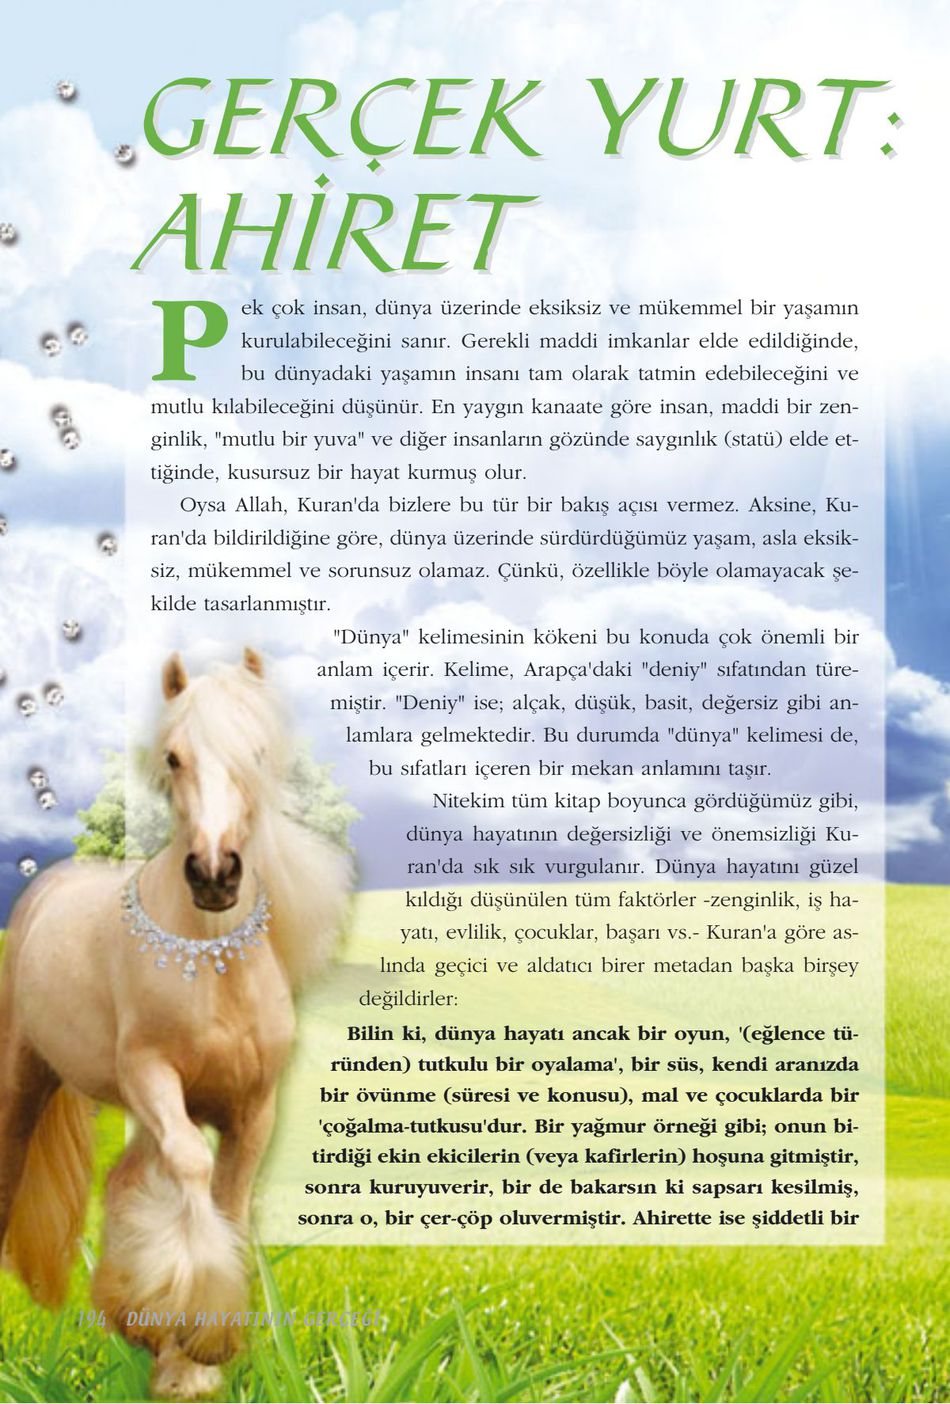 GERÇEK YURT:
AHİRET
Pek çok insan, dünya üzerinde eksiksiz ve mükemmel bir yaşamın
kurulabileceğini sanır. Gerekli maddi imkanlar elde edildiğinde,
bu dünyadaki yaşamın insanı tam olarak tatmin edebileceğini ve
mutlu kılabileceğini düşünür. En yaygın kanaate göre insan, maddi bir zen-
ginlik, "mutlu bir yuva" ve diğer insanların gözünde saygınlık (statü) elde et-
tiğinde, kusursuz bir hayat kurmuş olur.
Oysa Allah, Kuran'da bizlere bu tür bir bakış açısı vermez. Aksine, Ku-
ran'da bildirildiğine göre, dünya üzerinde sürdürdüğümüz yaşam, asla eksik-
siz, mükemmel ve sorunsuz olamaz. Çünkü, özellikle böyle olamayacak şe-
kilde tasarlanmıştır.
"Dünya" kelimesinin kökeni bu konuda çok önemli bir
anlam içerir. Kelime, Arapça'daki "deniy" sıfatından türe-
miştir. "Deniy" ise; alçak, düşük, basit, değersiz gibi an-
lamlara gelmektedir. Bu durumda "dünya" kelimesi de,
bu sıfatları içeren bir mekan anlamını taşır.
Nitekim tüm kitap boyunca gördüğümüz gibi,
dünya hayatının değersizliği ve önemsizliği Ku-
ran'da sık sık vurgulanır. Dünya hayatını güzel
kıldığı düşünülen tüm faktörler -zenginlik, iş ha-
yatı, evlilik, çocuklar, başarı vs.- Kuran'a göre as-
lında geçici ve aldatıcı birer metadan başka birşey
değildirler:
Bilin ki, dünya hayatı ancak bir oyun, '(eğlence tü-
ründen) tutkulu bir oyalama', bir süs, kendi aranızda
bir övünme (süresi ve konusu), mal ve çocuklarda bir
'çoğalma-tutkusu'dur. Bir yağmur örneği gibi; onun bi-
tirdiği ekin ekicilerin (veya kafirlerin) hoşuna gitmiştir,
sonra kuruyuverir, bir de bakarsın ki sapsarı kesilmiş,
sonra o, bir çer-çöp oluvermiştir. Ahirette ise şiddetli bir
194 DÜNYA HAYATININ GERÇEĞİ